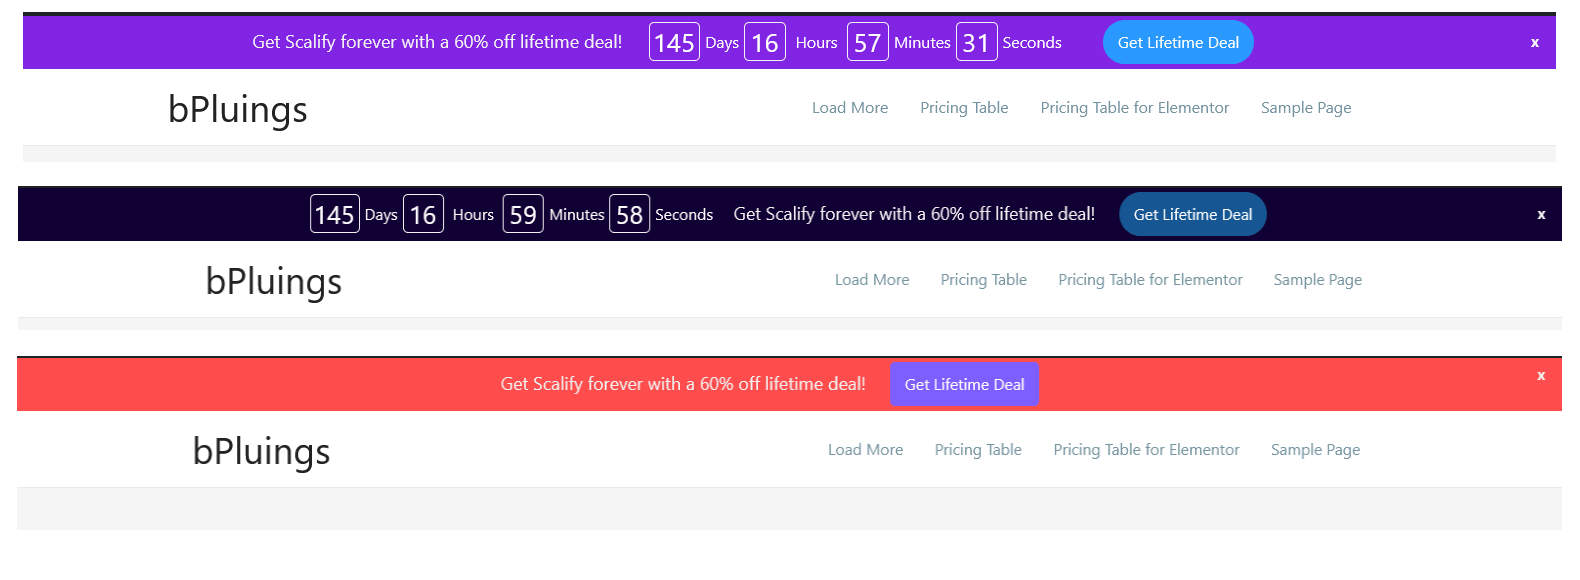 Get Scalify forever with a 60% off lifetime deal! 145 Days 16 Hours 57 Minutes 31 Seconds Get Lifetime Deal x
bPluings Load More Pricing Table Pricing Table for Elementor Sample Page
145 Days 16 Hours 59 Minutes 58 Seconds Get Scalify forever with a 60% off lifetime deal! Get Lifetime Deal x
bPluings Load More Pricing Table Pricing Table for Elementor Sample Page
Get Scalify forever with a 60% off lifetime deal! Get Lifetime Deal x
bPluings Load More Pricing Table Pricing Table for Elementor Sample Page